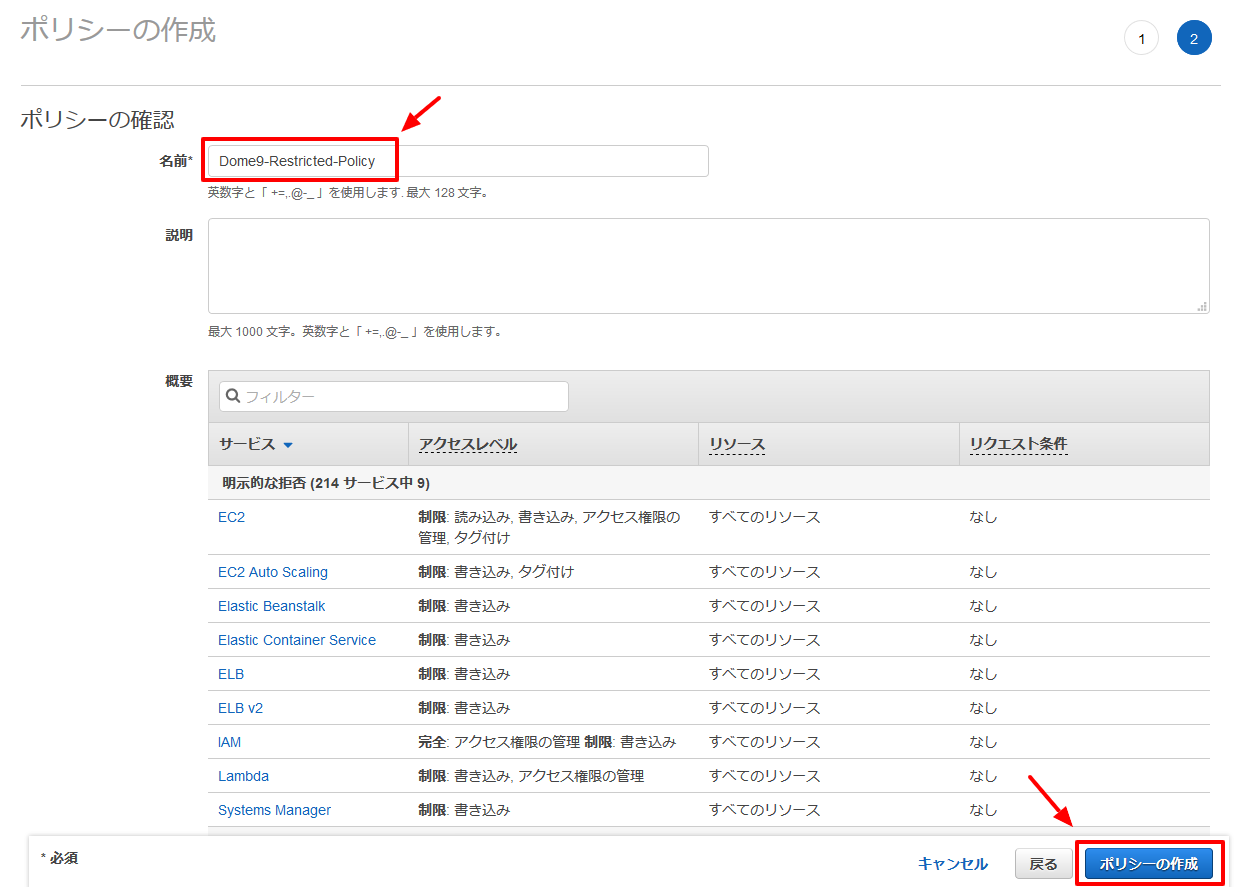 ポリシーの作成
1
2
ポリシーの確認
名前*
Dome9-Restricted-Policy
英数字と「 +=,.@-_ 」を使用します. 最大 128 文字。
説明
最大 1000 文字。英数字と「 +=,.@-_ 」を使用します。
概要
フィルター
サービス アクセスレベル リソース リクエスト条件
明示的な拒否 (214 サービス中 9)
EC2 制限: 読み込み, 書き込み, アクセス権限の すべてのリソース なし
管理, タグ付け
EC2 Auto Scaling 制限: 書き込み, タグ付け すべてのリソース なし
Elastic Beanstalk 制限: 書き込み すべてのリソース なし
Elastic Container Service 制限: 書き込み すべてのリソース なし
ELB 制限: 書き込み すべてのリソース なし
ELB v2 制限: 書き込み すべてのリソース なし
IAM 完全: アクセス権限の管理 制限: 書き込み すべてのリソース なし
Lambda 制限: 書き込み, アクセス権限の管理 すべてのリソース なし
Systems Manager 制限: 書き込み すべてのリソース なし
* 必須
キャンセル 戻る ポリシーの作成